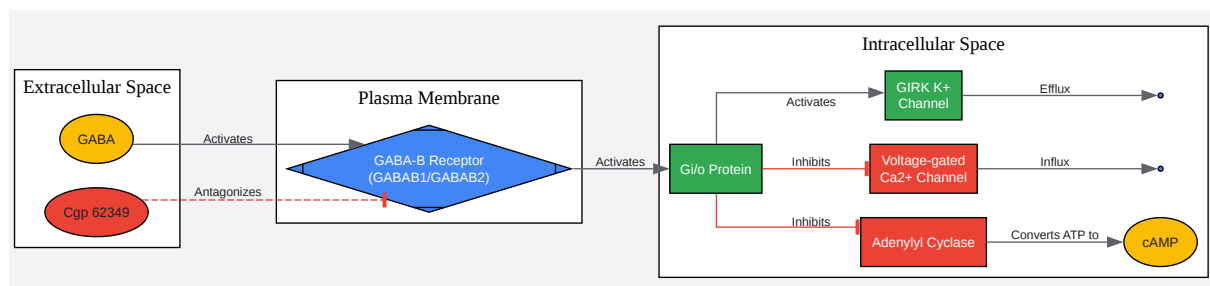 Extracellular Space
GABA
Cgp 62349
Activates
Antagonizes
Plasma Membrane
GABA-B Receptor
(GABAB1/GABAB2)
Activates
Intracellular Space
Gi/o Protein
Activates
GIRK K+
Channel
Efflux
Inhibits
Voltage-gated
Ca2+ Channel
Influx
Inhibits
Adenylyl Cyclase
Converts ATP to
cAMP